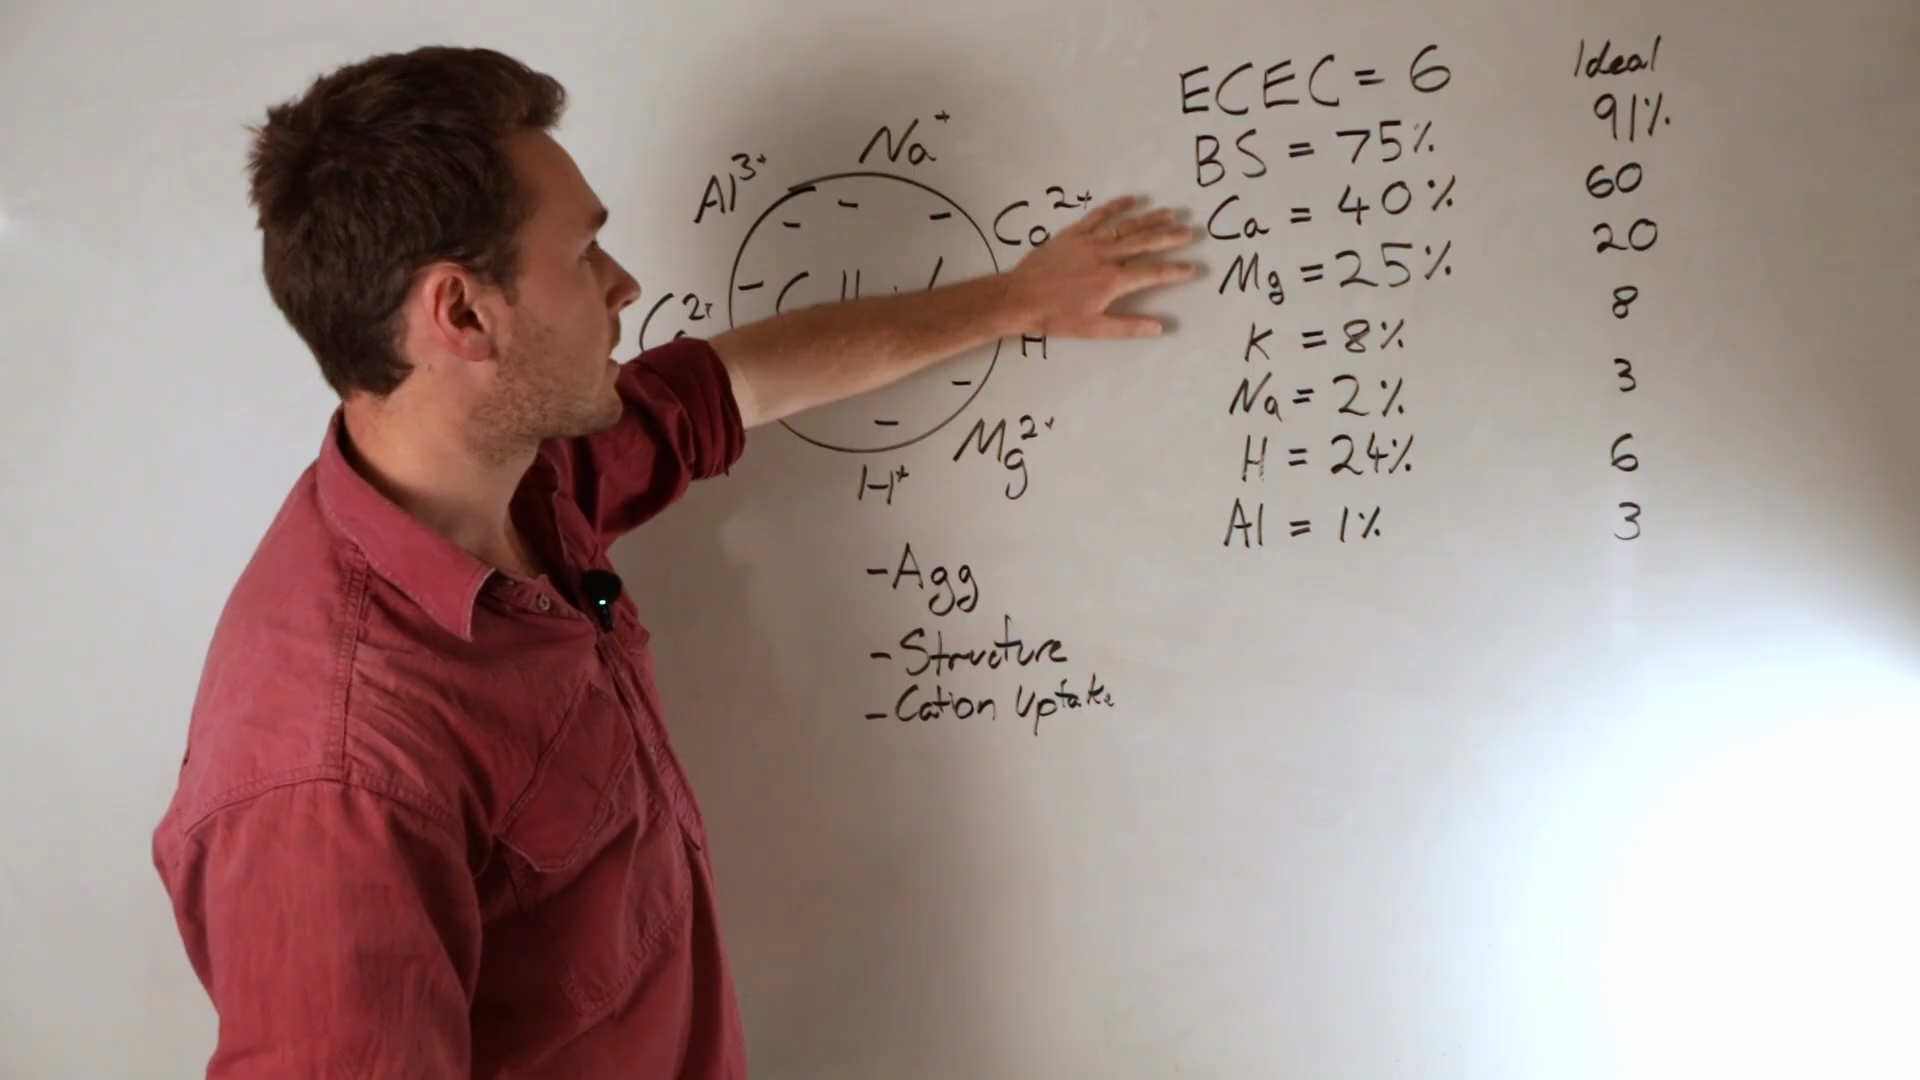 Na+
Al3+
Ca2+
Mg2+
H+
- Agg
- Structure
- Cation Uptake
ECEC = 6
BS = 75%
Ca = 40%
Mg = 25%
K = 8%
Na = 2%
H = 24%
Al = 1%
Ideal
91%
60
20
8
3
6
3